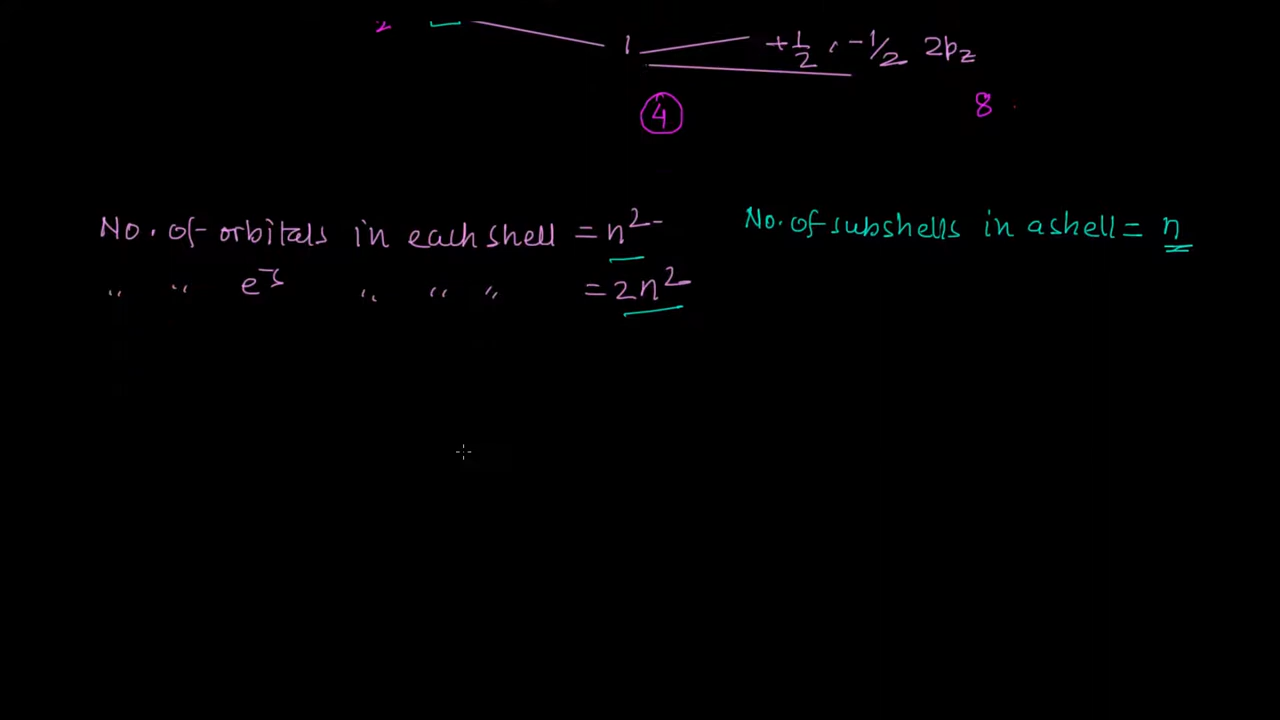 2 1 +1/2, -1/2 2pz
4 8
No. of orbitals in each shell = n²
No. of subshells in a shell = n
" " e⁻s " " " = 2n²